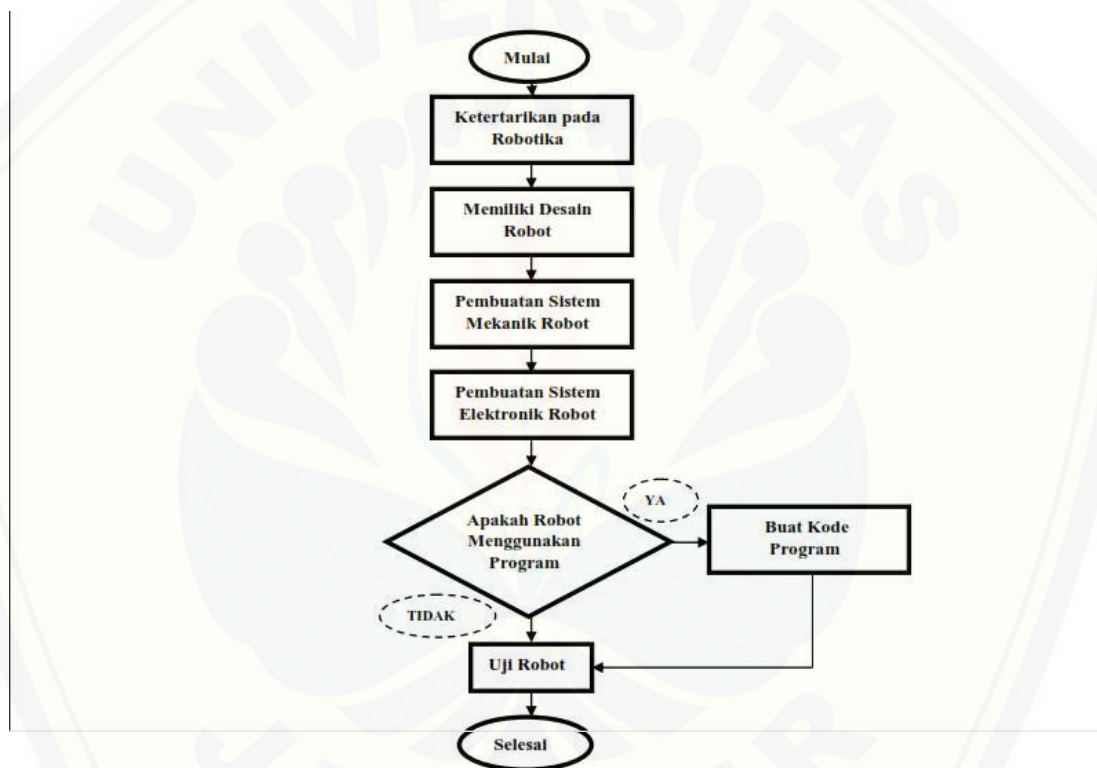 UNIVERSITAS
Mulai
Ketertarikan pada
Robotika
Memiliki Desain
Robot
Pembuatan Sistem
Mekanik Robot
Pembuatan Sistem
Elektronik Robot
Apakah Robot
Menggunakan
Program
YA
Buat Kode
Program
TIDAK
Uji Robot
Selesai